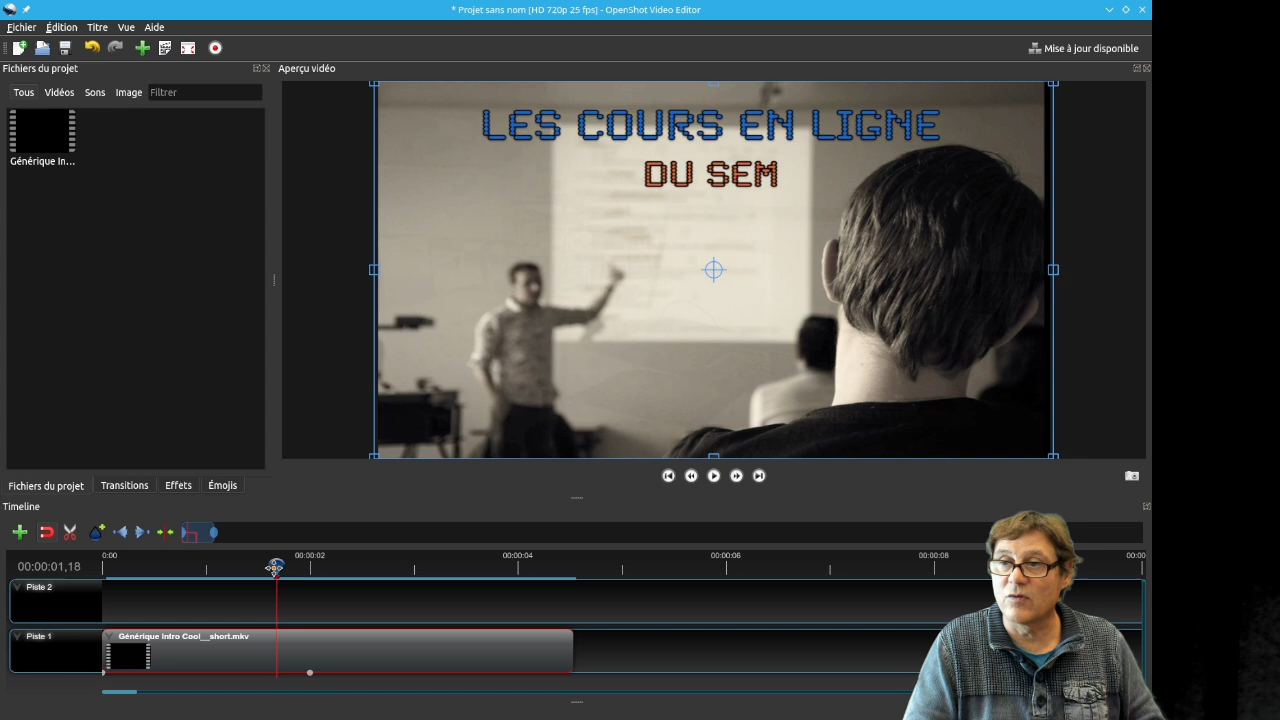 * Projet sans nom [HD 720p 25 fps] - OpenShot Video Editor
Fichier Édition Titre Vue Aide
Mise à jour disponible
Fichiers du projet
Aperçu vidéo
Tous Vidéos Sons Image Filtrer
Générique In...
LES COURS EN LIGNE
DU SEM
Fichiers du projet Transitions Effets Émojis
Timeline
0:00 00:00:02 00:00:04 00:00:06 00:00:08 00:00
00:00:01,18
Piste 2
Piste 1
Générique Intro Cool__short.mkv